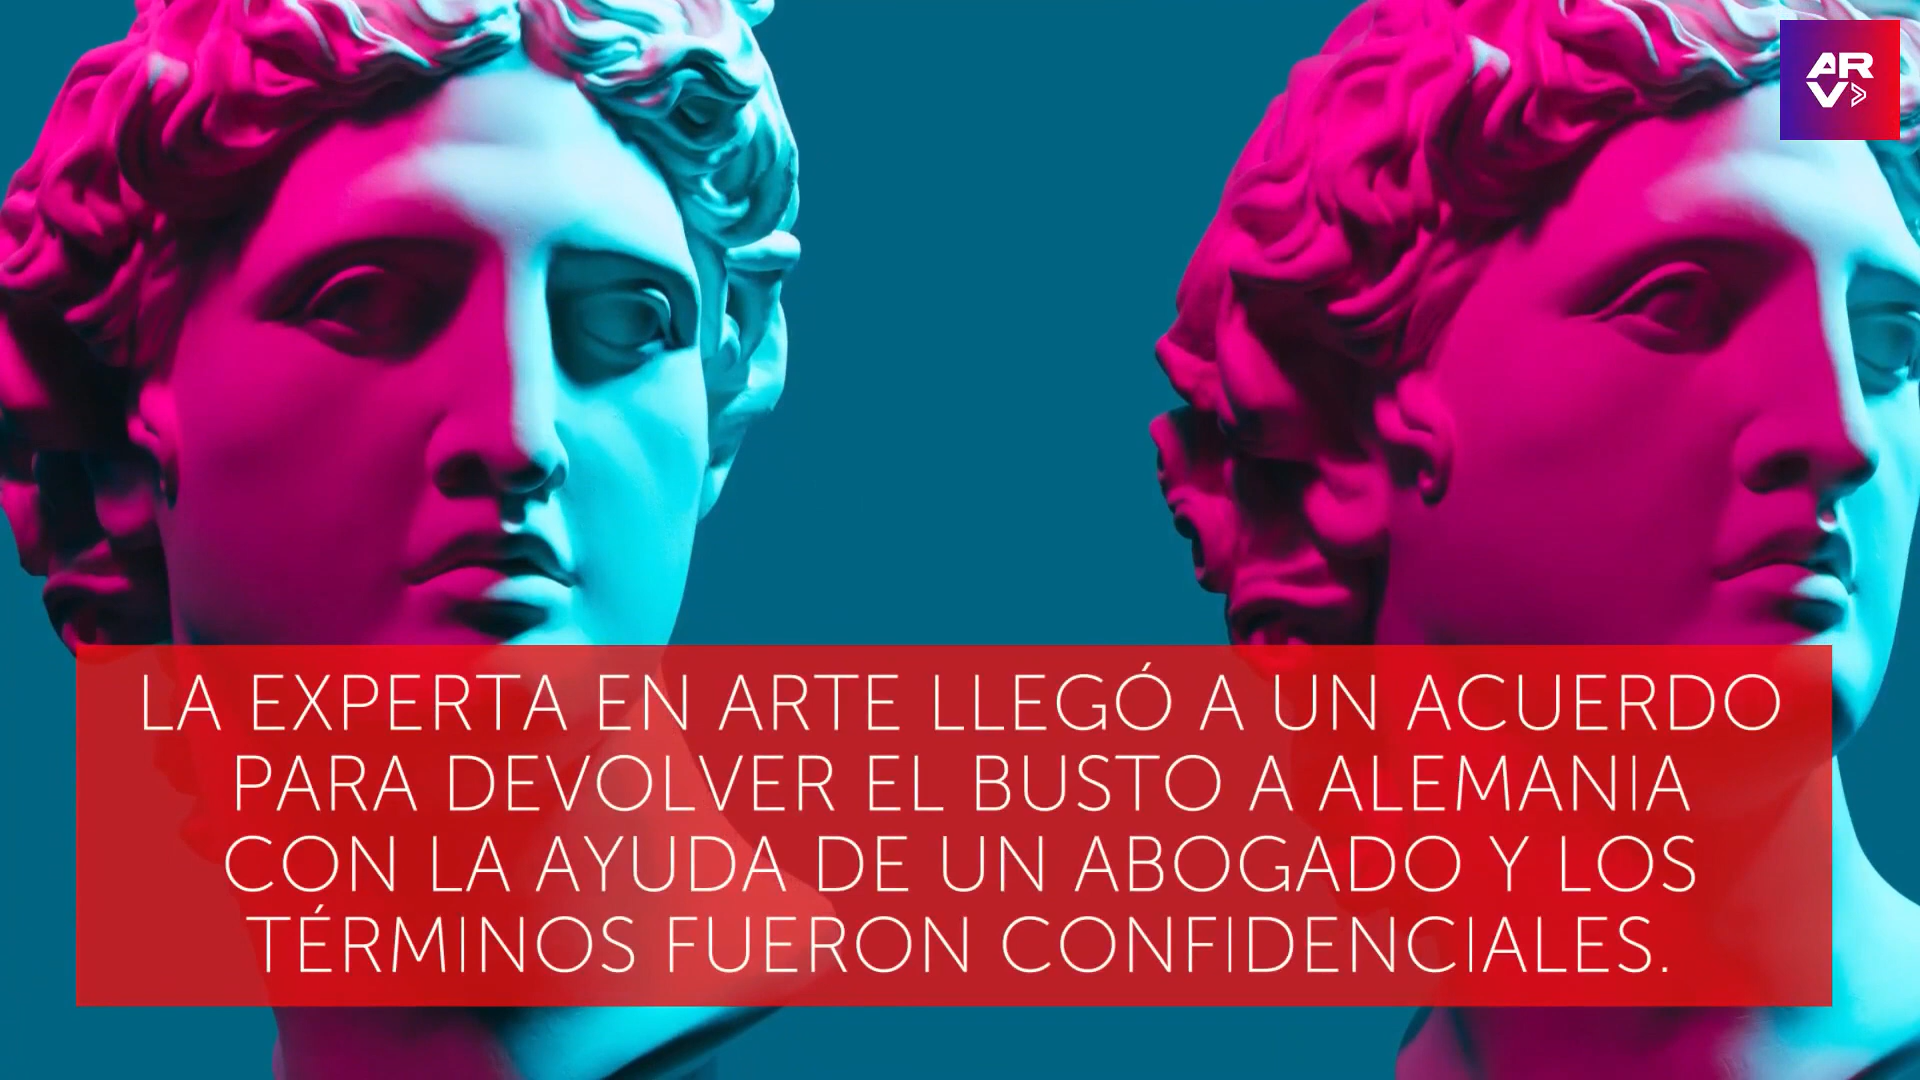 AR
V
LA EXPERTA EN ARTE LLEGÓ A UN ACUERDO
PARA DEVOLVER EL BUSTO A ALEMANIA
CON LA AYUDA DE UN ABOGADO Y LOS
TÉRMINOS FUERON CONFIDENCIALES.